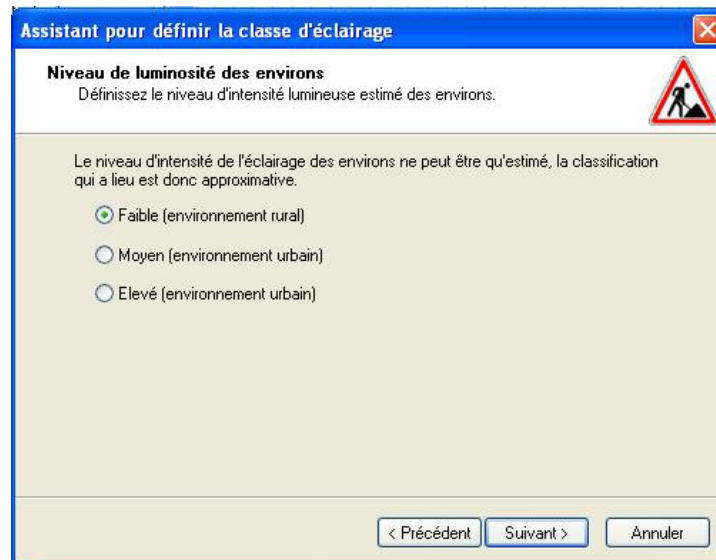 Assistant pour définir la classe d'éclairage
Niveau de luminosité des environs
Définissez le niveau d'intensité lumineuse estimé des environs.
Le niveau d'intensité de l'éclairage des environs ne peut être qu'estimé, la classification
qui a lieu est donc approximative.
Faible (environnement rural)
Moyen (environnement urbain)
Elevé (environnement urbain)
< Précédent Suivant > Annuler